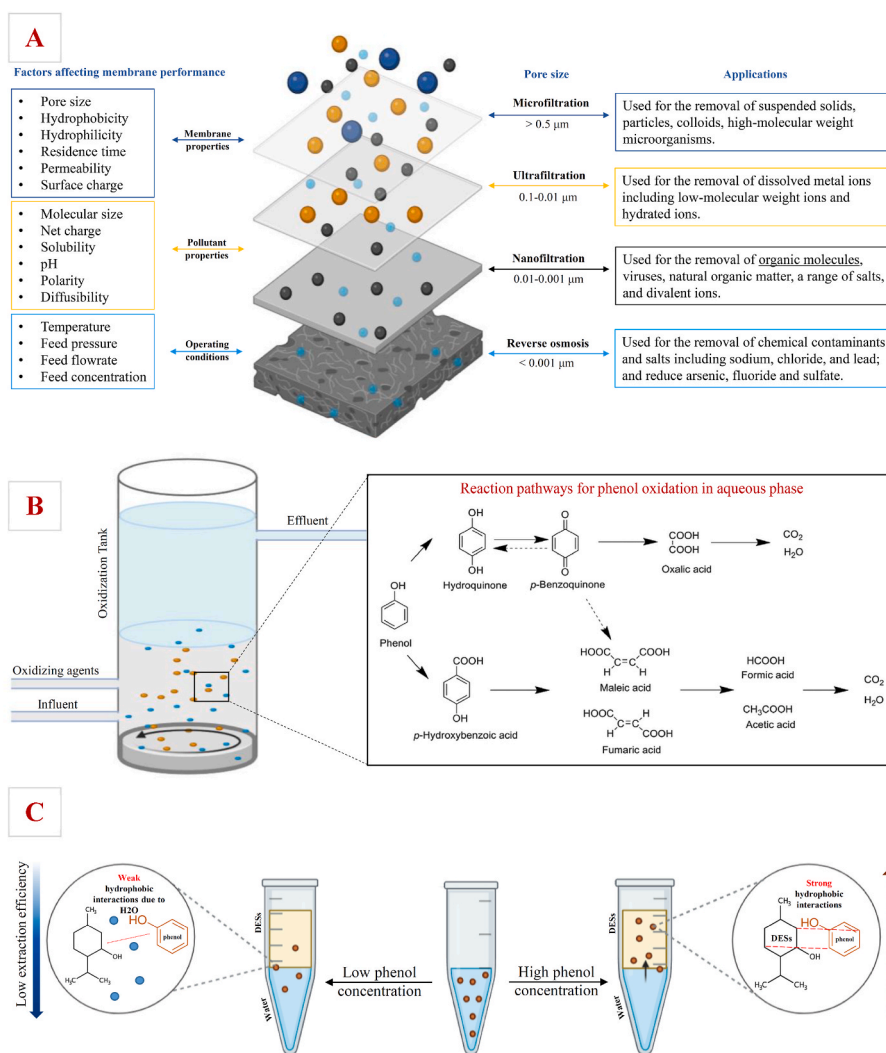 A
Factors affecting membrane performance
Pore size
Applications
• Pore size
• Hydrophobicity
• Hydrophilicity
• Residence time
• Permeability
• Surface charge
Membrane
properties
Microfiltration
> 0.5 μm
Used for the removal of suspended solids,
particles, colloids, high-molecular weight
microorganisms.
• Molecular size
• Net charge
• Solubility
• pH
• Polarity
• Diffusibility
Pollutant
properties
Ultrafiltration
0.1-0.01 μm
Used for the removal of dissolved metal ions
including low-molecular weight ions and
hydrated ions.
Nanofiltration
0.01-0.001 μm
Used for the removal of organic molecules,
viruses, natural organic matter, a range of salts,
and divalent ions.
• Temperature
• Feed pressure
• Feed flowrate
• Feed concentration
Operating
conditions
Reverse osmosis
< 0.001 μm
Used for the removal of chemical contaminants
and salts including sodium, chloride, and lead;
and reduce arsenic, fluoride and sulfate.
B
Oxidization Tank
Effluent
Oxidizing agents
Influent
Reaction pathways for phenol oxidation in aqueous phase
OH
Phenol
OH
OH
Hydroquinone
O
O
p-Benzoquinone
COOH
COOH
Oxalic acid
CO2
H2O
COOH
OH
p-Hydroxybenzoic acid
HOOC
COOH
C=C
H
H
Maleic acid
HOOC
H
C=C
H
COOH
Fumaric acid
HCOOH
Formic acid
CH3COOH
Acetic acid
CO2
H2O
C
Low extraction efficiency
Weak
hydrophobic
interactions due to
H2O
CH3
HO
phenol
OH
H3C
CH3
DESs
Water
Low phenol
concentration
High phenol
concentration
DESs
Water
Strong
hydrophobic
interactions
CH3
HO
DESs
phenol
OH
H3C
CH3